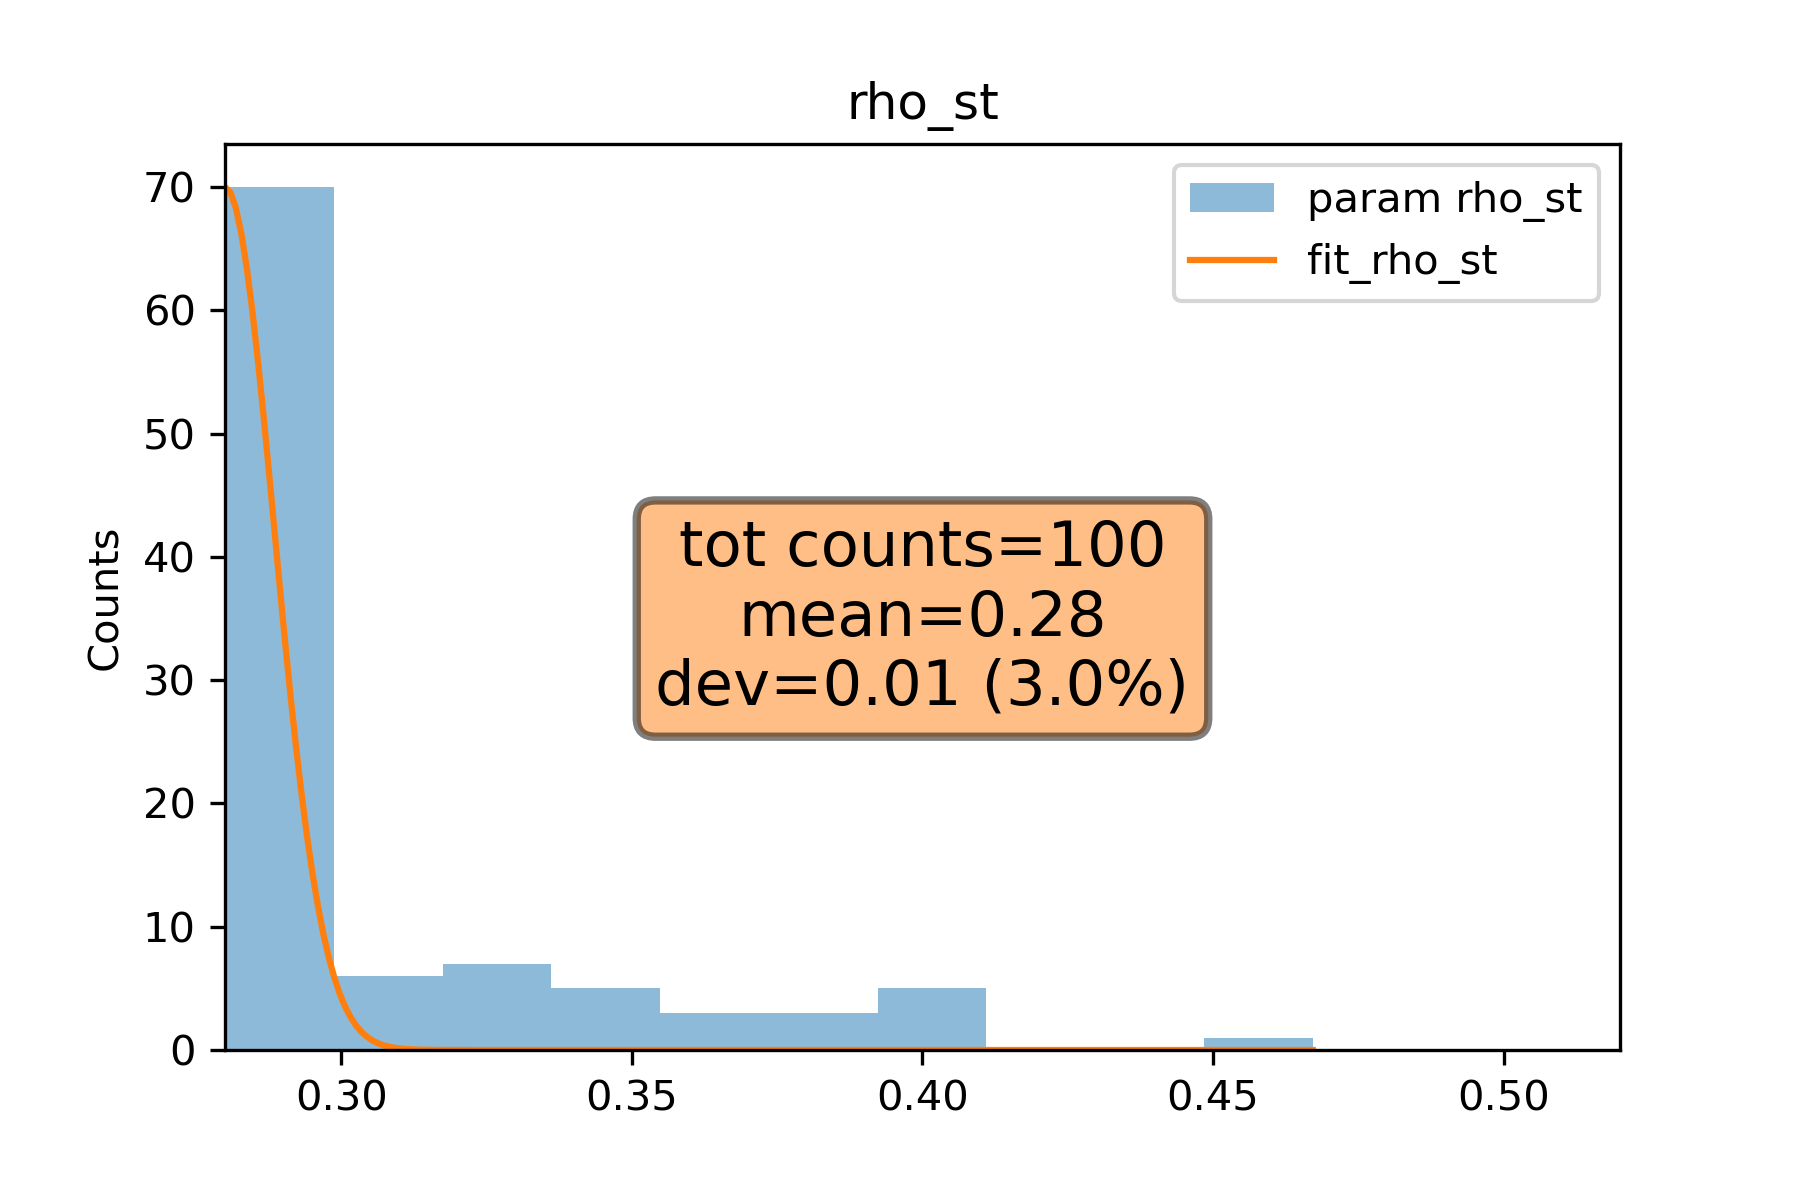 rho_st
param rho_st
fit_rho_st
70
60
50
40
30
20
10
0
Counts
tot counts=100
mean=0.28
dev=0.01 (3.0%)
0.30 0.35 0.40 0.45 0.50